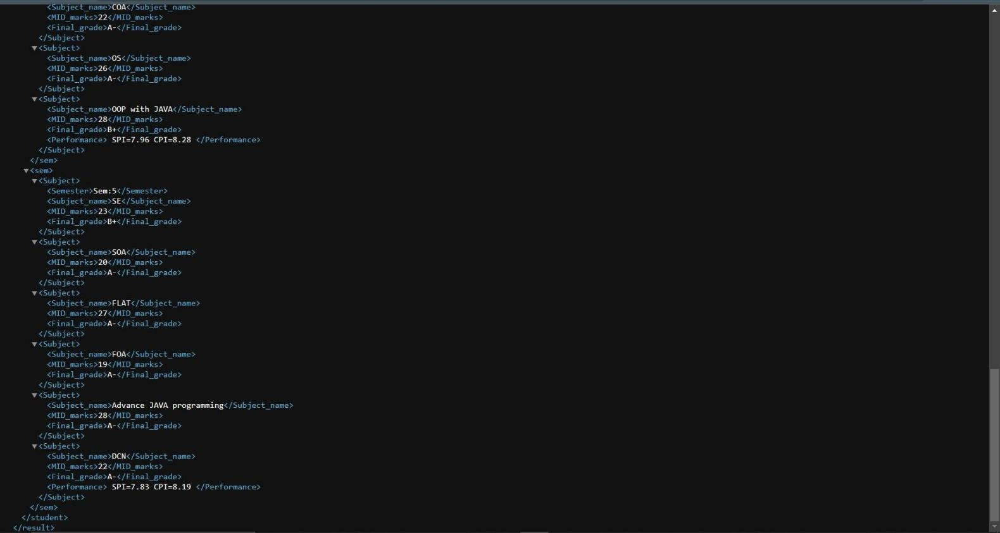 <Subject_name>COA</Subject_name>
<MID_marks>22</MID_marks>
<Final_grade>A-</Final_grade>
</Subject>
▼<Subject>
<Subject_name>OS</Subject_name>
<MID_marks>26</MID_marks>
<Final_grade>A-</Final_grade>
</Subject>
▼<Subject>
<Subject_name>OOP with JAVA</Subject_name>
<MID_marks>28</MID_marks>
<Final_grade>B+</Final_grade>
<Performance> SPI=7.96 CPI=8.28 </Performance>
</Subject>
</sem>
▼<sem>
▼<Subject>
<Semester>Sem:5</Semester>
<Subject_name>SE</Subject_name>
<MID_marks>23</MID_marks>
<Final_grade>B+</Final_grade>
</Subject>
▼<Subject>
<Subject_name>SOA</Subject_name>
<MID_marks>20</MID_marks>
<Final_grade>A-</Final_grade>
</Subject>
▼<Subject>
<Subject_name>FLAT</Subject_name>
<MID_marks>27</MID_marks>
<Final_grade>A-</Final_grade>
</Subject>
▼<Subject>
<Subject_name>FOA</Subject_name>
<MID_marks>19</MID_marks>
<Final_grade>A-</Final_grade>
</Subject>
▼<Subject>
<Subject_name>Advance JAVA programming</Subject_name>
<MID_marks>28</MID_marks>
<Final_grade>A-</Final_grade>
</Subject>
▼<Subject>
<Subject_name>DCN</Subject_name>
<MID_marks>22</MID_marks>
<Final_grade>A-</Final_grade>
<Performance> SPI=7.83 CPI=8.19 </Performance>
</Subject>
</sem>
</student>
</result>